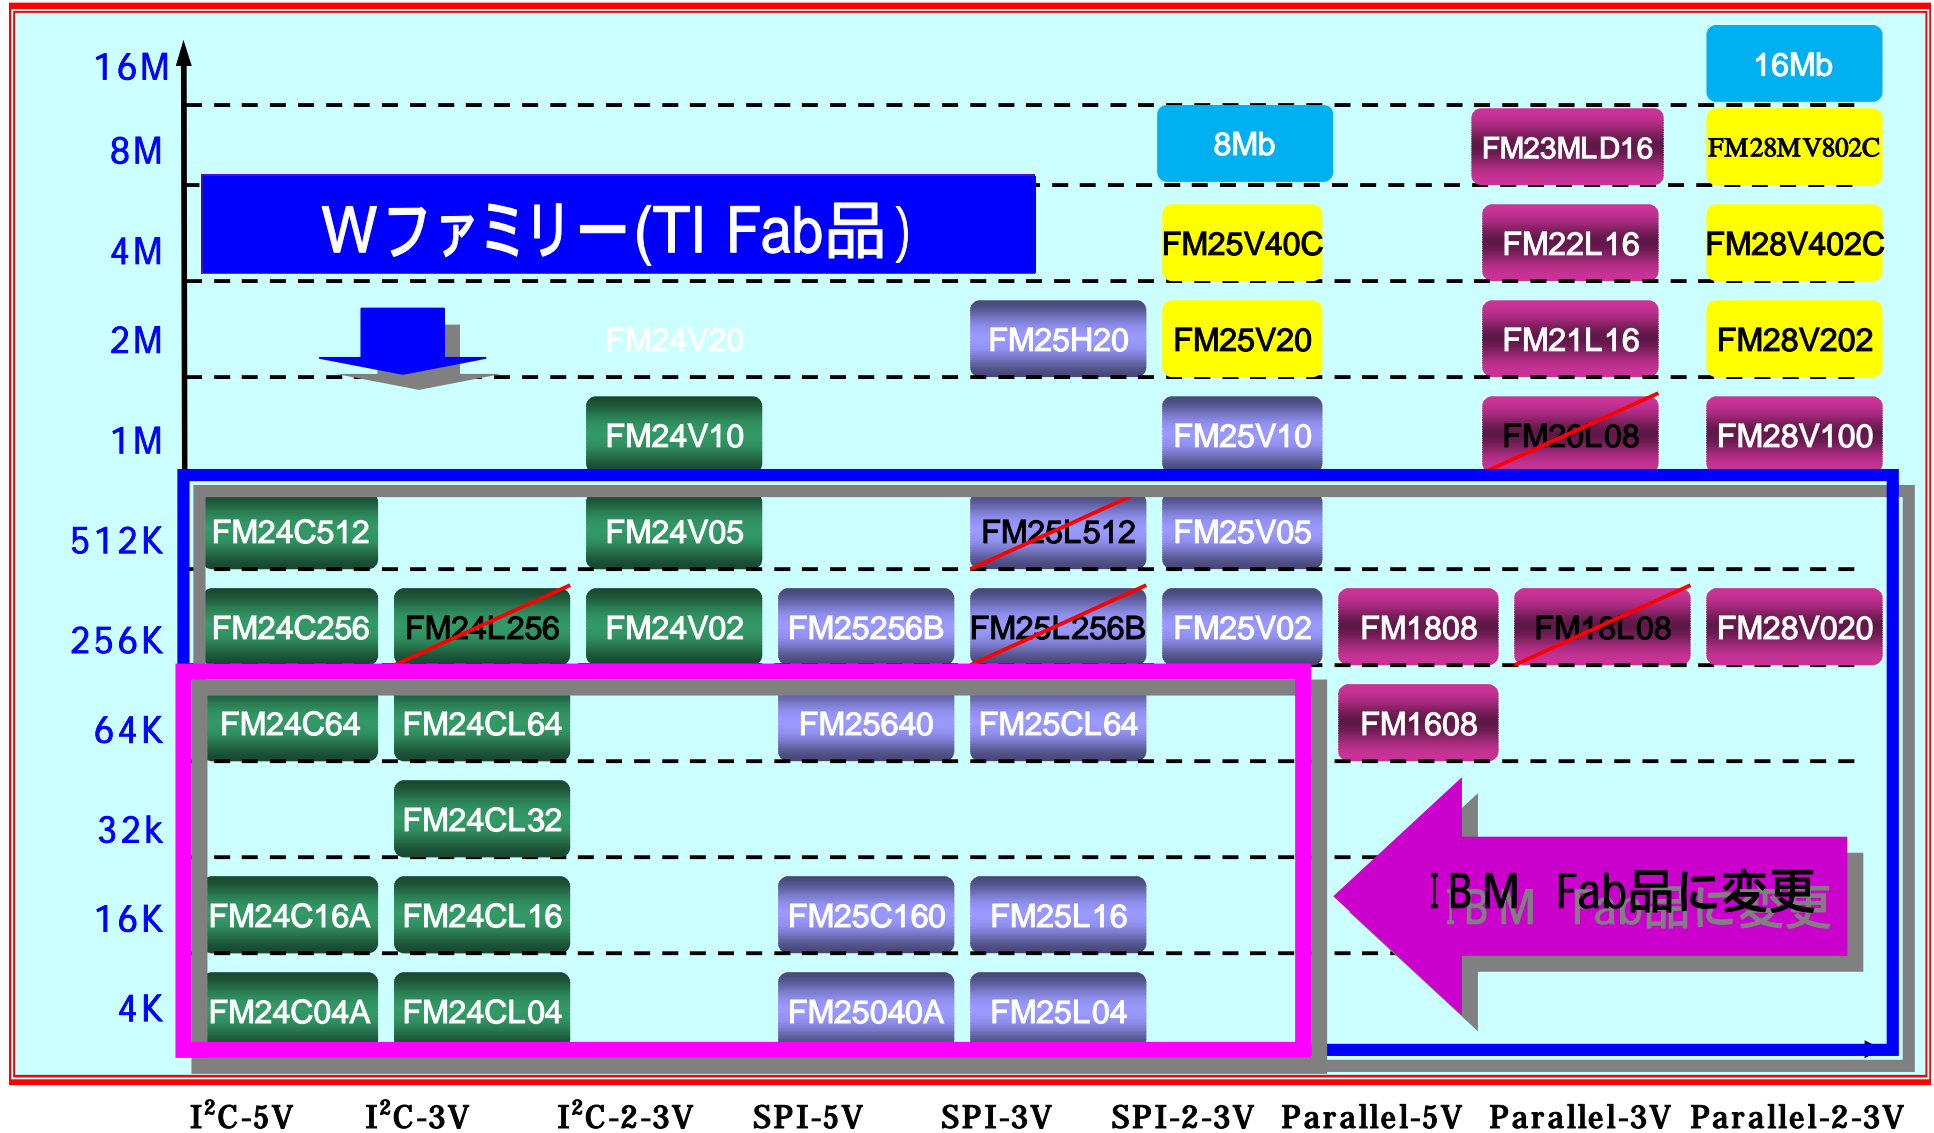 16M
16Mb
8M
8Mb
FM23MLD16
FM28MV802C
Wファミリー(TI Fab品)
4M
FM25V40C
FM22L16
FM28V402C
2M
FM24V20
FM25H20
FM25V20
FM21L16
FM28V202
1M
FM24V10
FM25V10
FM20L08
FM28V100
512K
FM24C512
FM24V05
FM25L512
FM25V05
256K
FM24C256
FM24L256
FM24V02
FM25256B
FM25L256B
FM25V02
FM1808
FM18L08
FM28V020
64K
FM24C64
FM24CL64
FM25640
FM25CL64
FM1608
32k
FM24CL32
IBM Fab品に変更
16K
FM24C16A
FM24CL16
FM25C160
FM25L16
4K
FM24C04A
FM24CL04
FM25040A
FM25L04
I²C-5V
I²C-3V
I²C-2-3V
SPI-5V
SPI-3V
SPI-2-3V
Parallel-5V
Parallel-3V
Parallel-2-3V